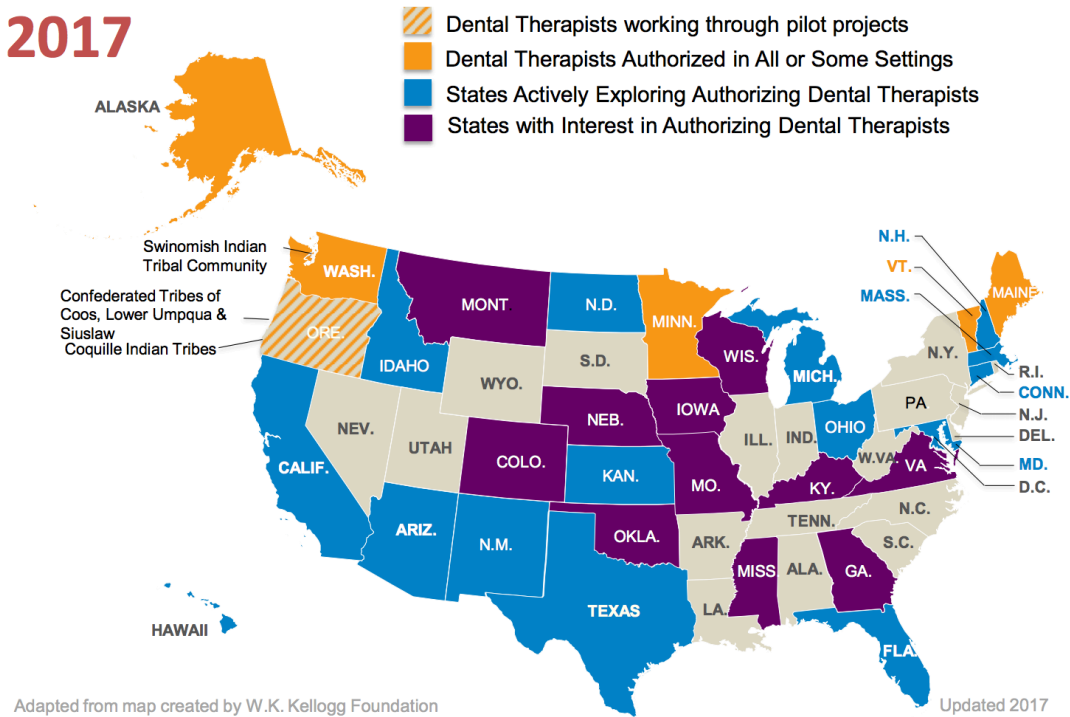 2017
Dental Therapists working through pilot projects
Dental Therapists Authorized in All or Some Settings
States Actively Exploring Authorizing Dental Therapists
States with Interest in Authorizing Dental Therapists
ALASKA
Swinomish Indian
Tribal Community
Confederated Tribes of
Coos, Lower Umpqua &
Siuslaw
Coquille Indian Tribes
WASH.
ORE.
MONT.
IDAHO
N.D.
MINN.
S.D.
WYO.
WIS.
MICH.
N.H.
VT.
MASS.
MAINE
N.Y.
R.I.
CONN.
N.J.
PA
DEL.
MD.
D.C.
NEV.
UTAH
COLO.
NEB.
IOWA
ILL.
IND.
OHIO
W.VA.
VA
CALIF.
KAN.
MO.
KY.
ARIZ.
N.M.
OKLA.
ARK.
TENN.
N.C.
S.C.
MISS.
ALA.
GA.
TEXAS
LA.
FLA.
HAWAII
Adapted from map created by W.K. Kellogg Foundation
Updated 2017